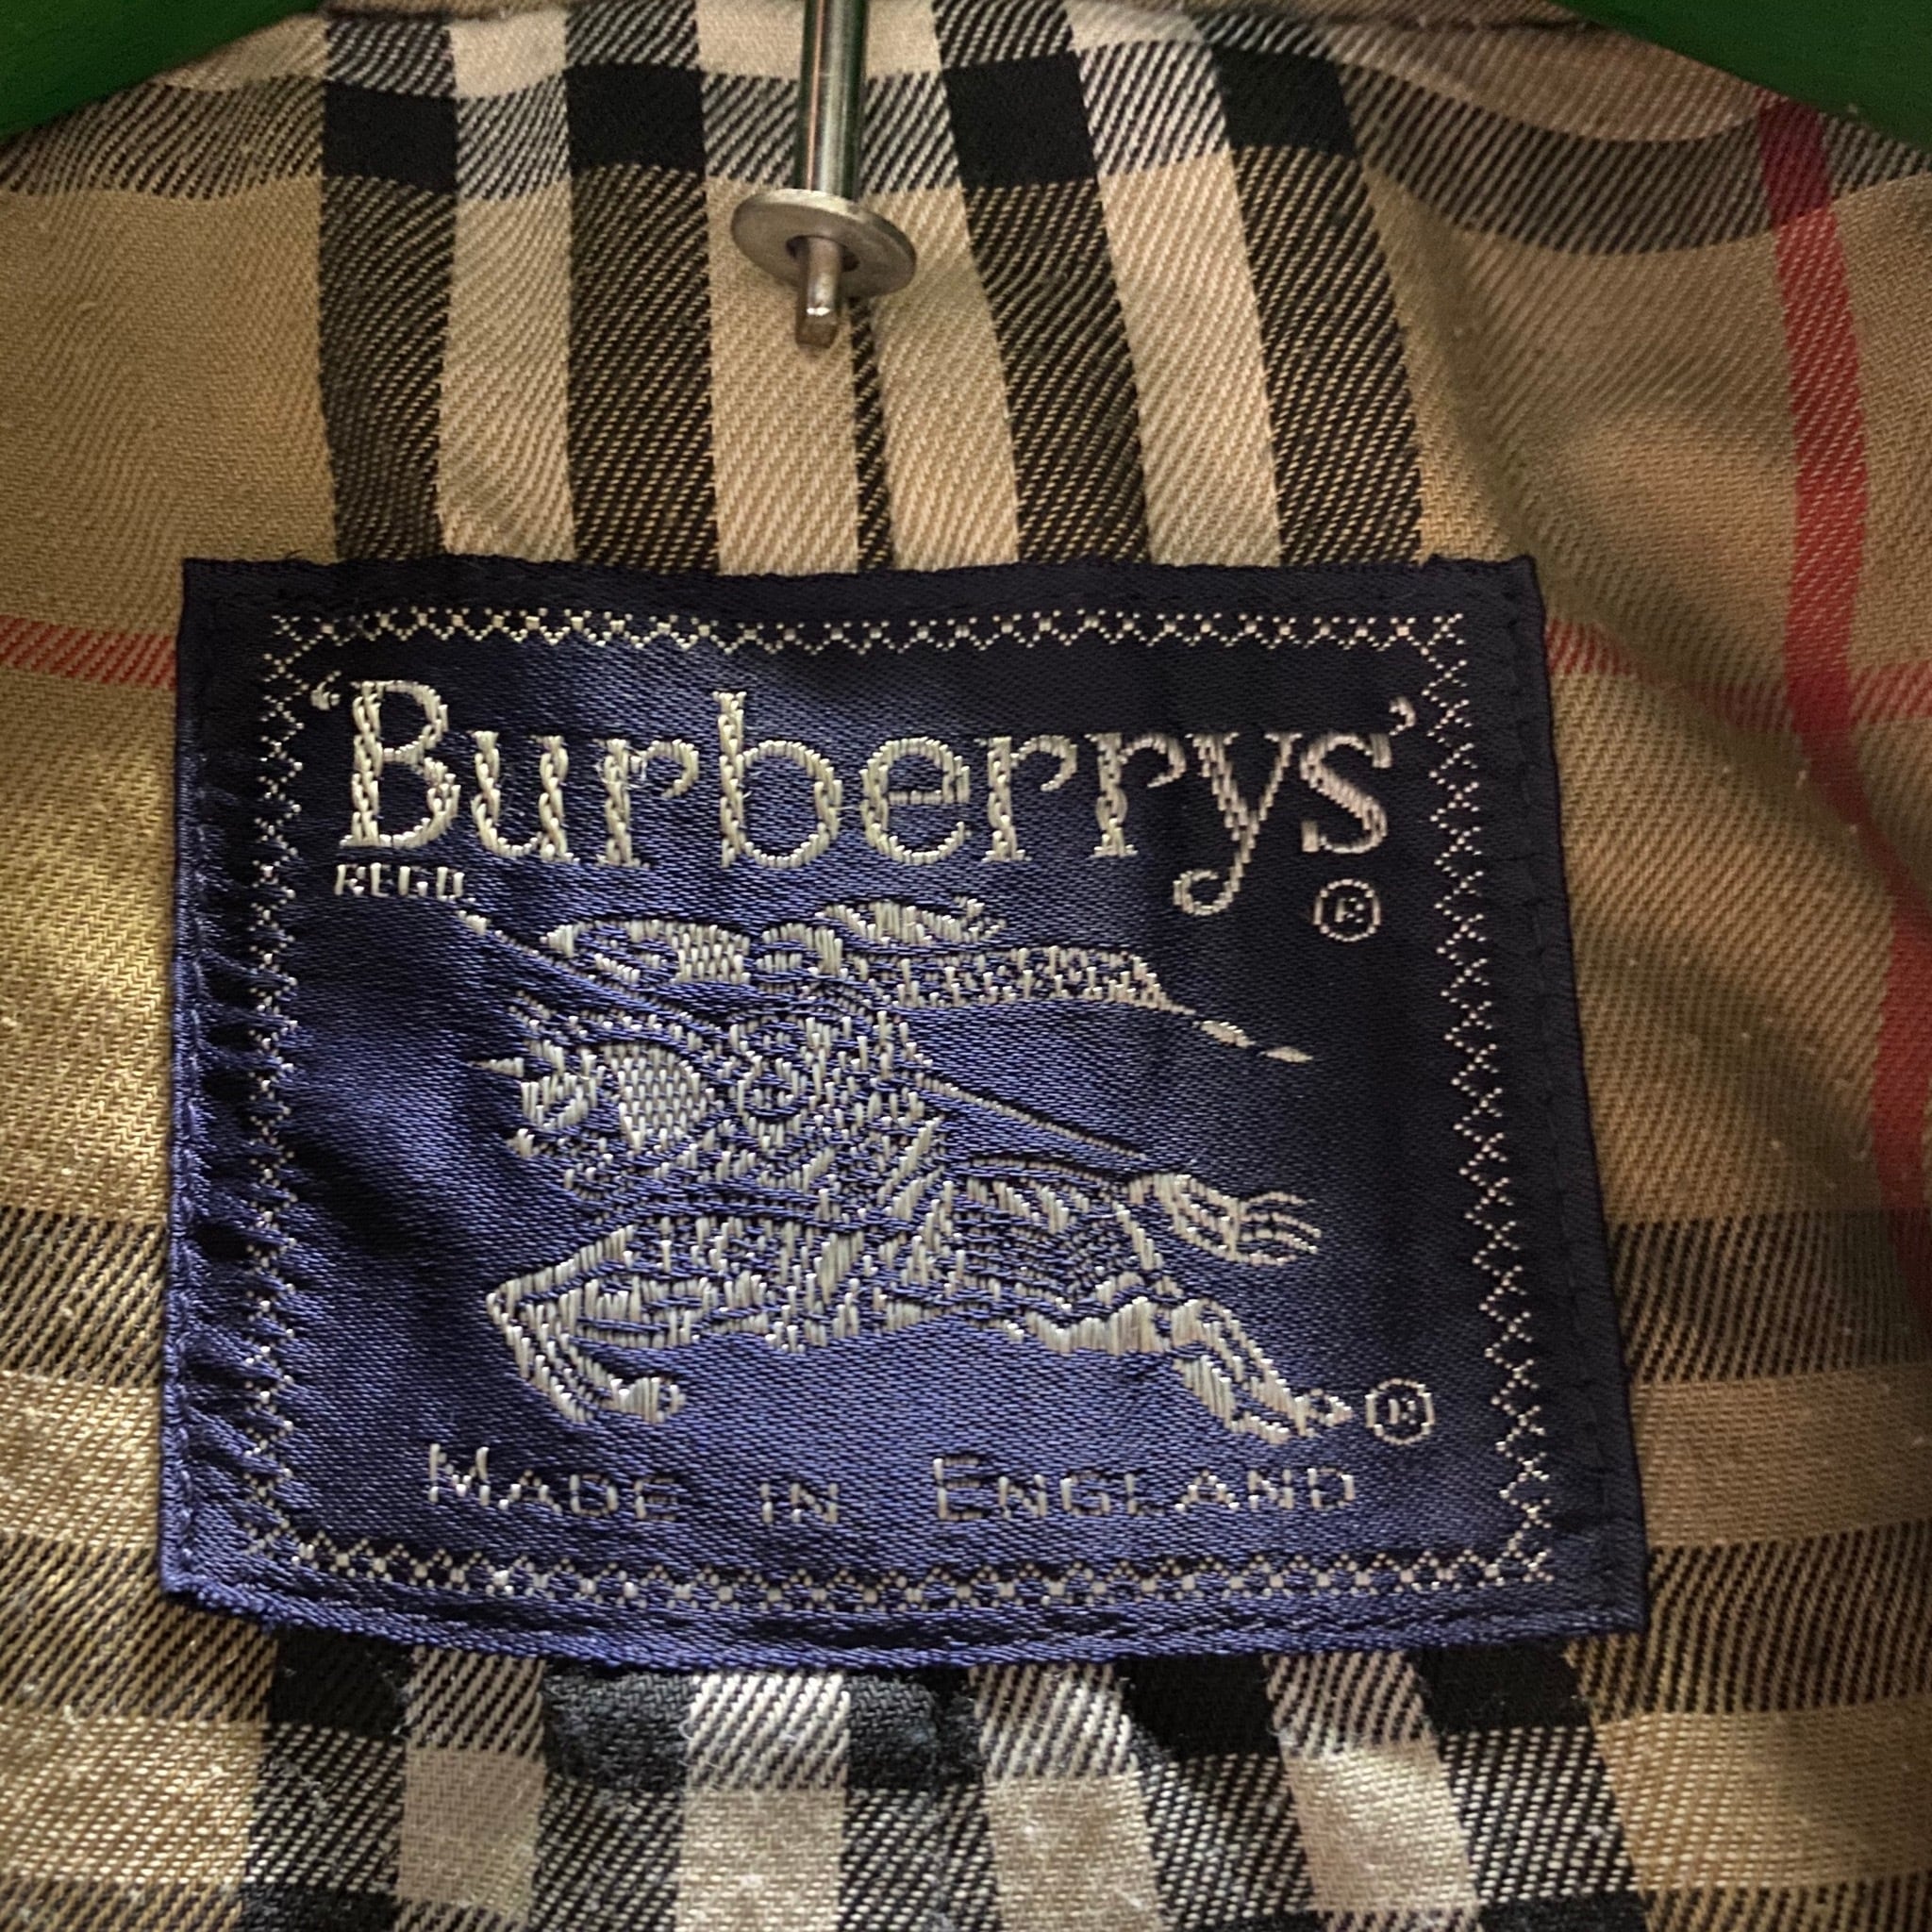 ‘Burberrys’
REGD. ®
®
MADE IN ENGLAND